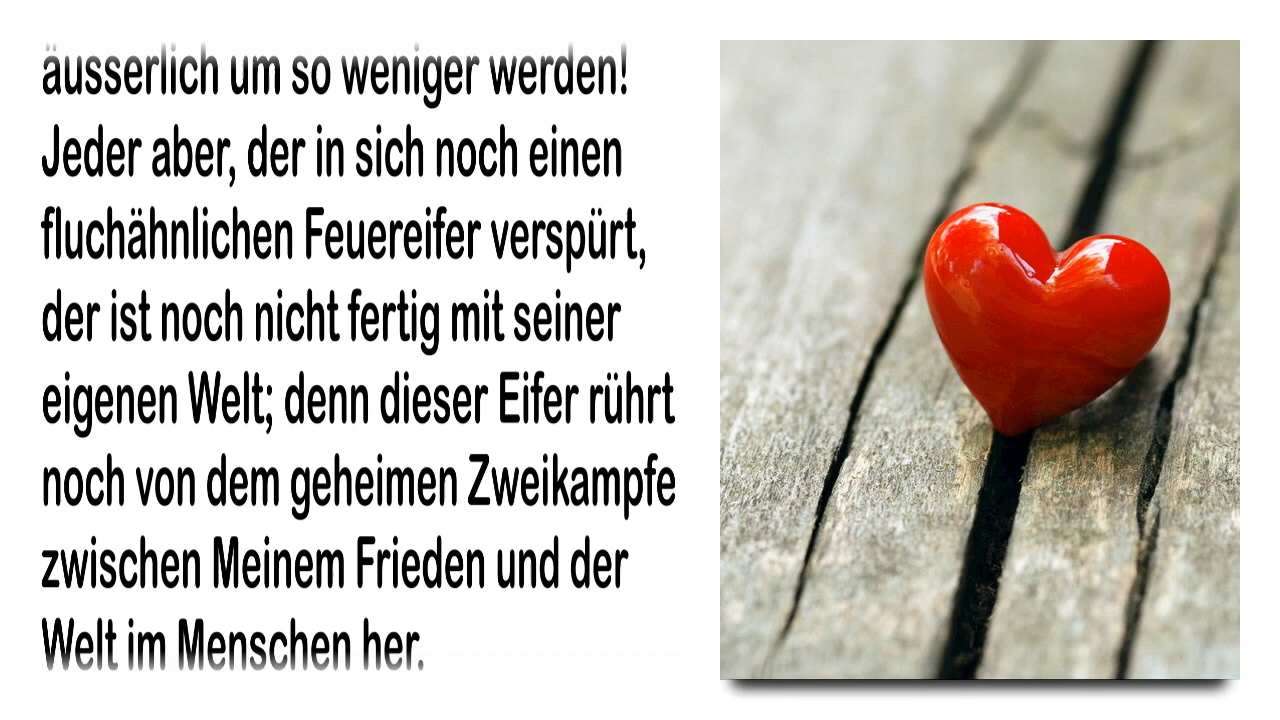 äusserlich um so weniger werden!
Jeder aber, der in sich noch einen
fluchähnlichen Feuereifer verspürt,
der ist noch nicht fertig mit seiner
eigenen Welt; denn dieser Eifer rührt
noch von dem geheimen Zweikampfe
zwischen Meinem Frieden und der
Welt im Menschen her.